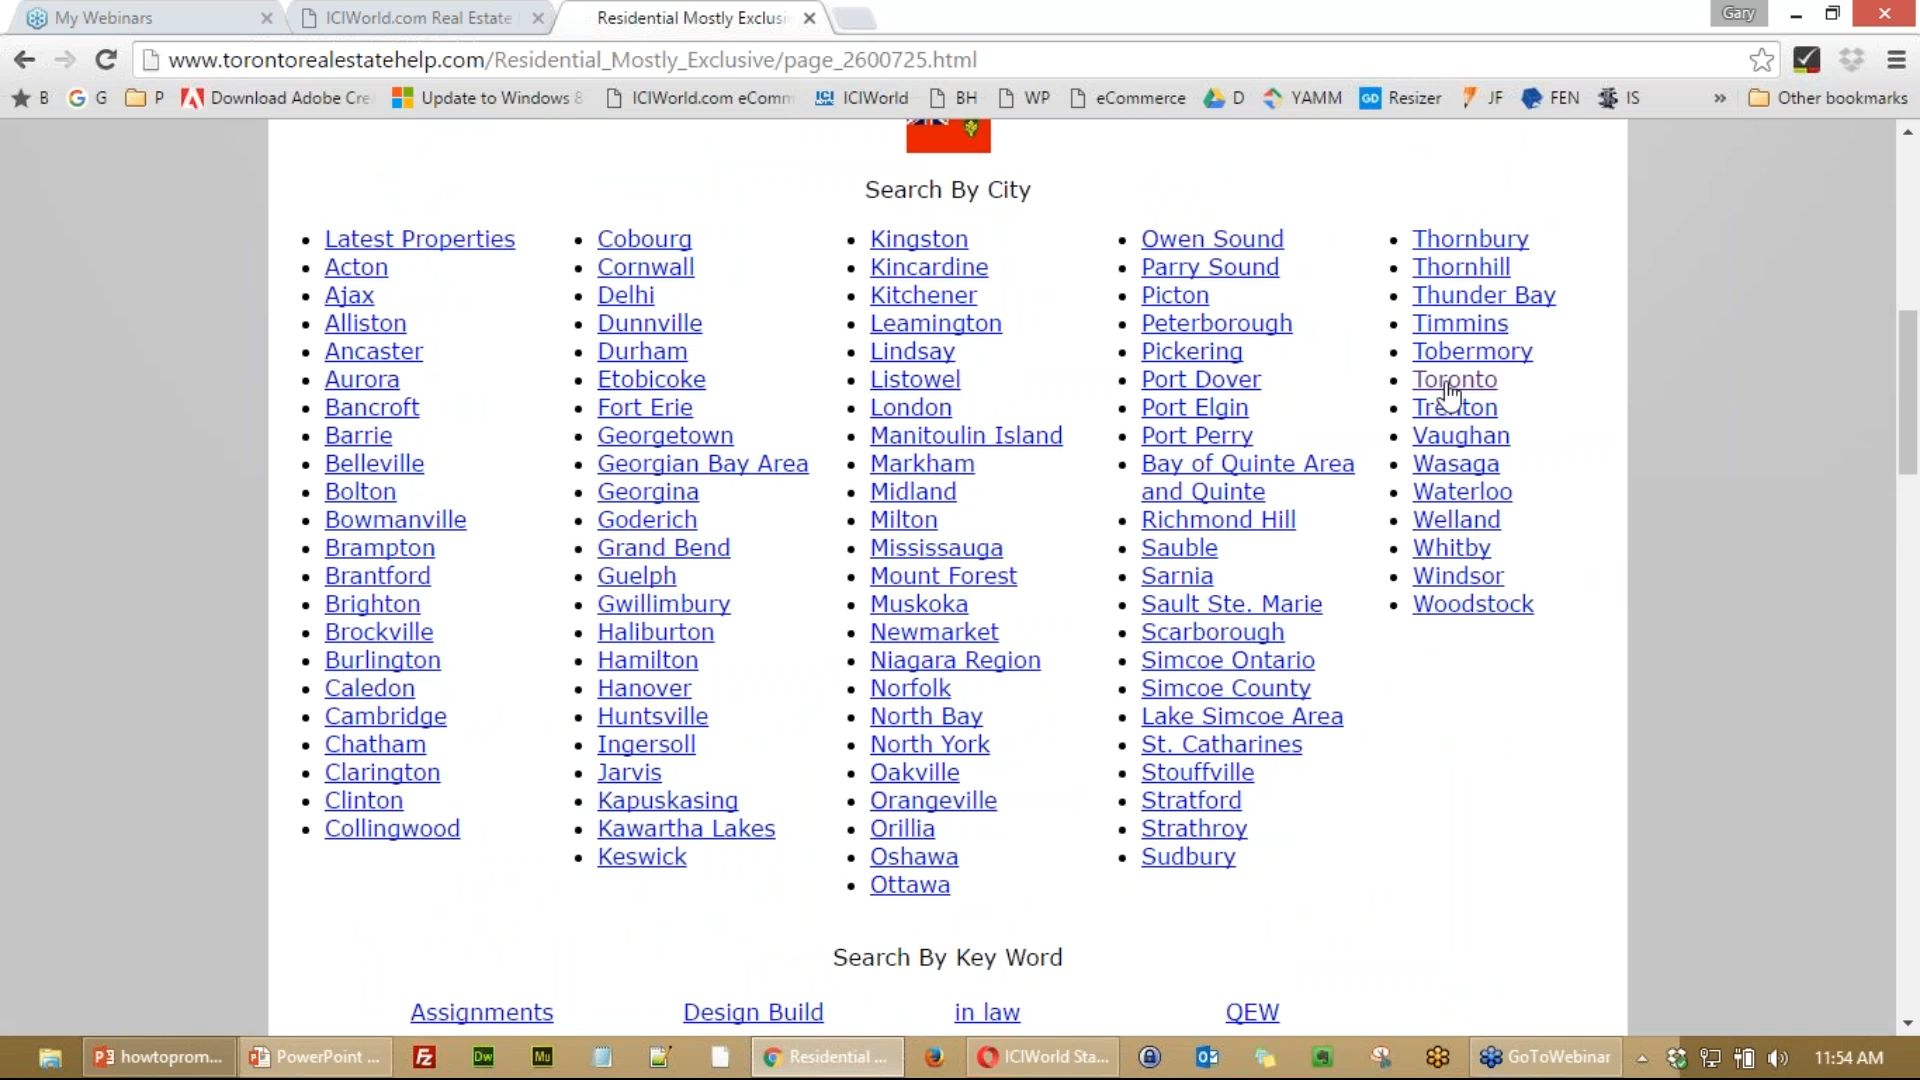 My Webinars
ICIWorld.com Real Estate
Residential Mostly Exclusi
Gary
www.torontorealestatehelp.com/Residential_Mostly_Exclusive/page_2600725.html
B
G
P
Download Adobe Cre
Update to Windows 8
ICIWorld.com eComm
ICIWorld
BH
WP
eCommerce
D
YAMM
Resizer
JF
FEN
IS
»
Other bookmarks
Search By City
Latest Properties
Acton
Ajax
Alliston
Ancaster
Aurora
Bancroft
Barrie
Belleville
Bolton
Bowmanville
Brampton
Brantford
Brighton
Brockville
Burlington
Caledon
Cambridge
Chatham
Clarington
Clinton
Collingwood
Cobourg
Cornwall
Delhi
Dunnville
Durham
Etobicoke
Fort Erie
Georgetown
Georgian Bay Area
Georgina
Goderich
Grand Bend
Guelph
Gwillimbury
Haliburton
Hamilton
Hanover
Huntsville
Ingersoll
Jarvis
Kapuskasing
Kawartha Lakes
Keswick
Kingston
Kincardine
Kitchener
Leamington
Lindsay
Listowel
London
Manitoulin Island
Markham
Midland
Milton
Mississauga
Mount Forest
Muskoka
Newmarket
Niagara Region
Norfolk
North Bay
North York
Oakville
Orangeville
Orillia
Oshawa
Ottawa
Owen Sound
Parry Sound
Picton
Peterborough
Pickering
Port Dover
Port Elgin
Port Perry
Bay of Quinte Area
and Quinte
Richmond Hill
Sauble
Sarnia
Sault Ste. Marie
Scarborough
Simcoe Ontario
Simcoe County
Lake Simcoe Area
St. Catharines
Stouffville
Stratford
Strathroy
Sudbury
Thornbury
Thornhill
Thunder Bay
Timmins
Tobermory
Toronto
Trenton
Vaughan
Wasaga
Waterloo
Welland
Whitby
Windsor
Woodstock
Search By Key Word
Assignments
Design Build
in law
QEW
howtoprom...
PowerPoint ...
Dw
Mu
Residential ...
ICIWorld Sta...
GoToWebinar
11:54 AM